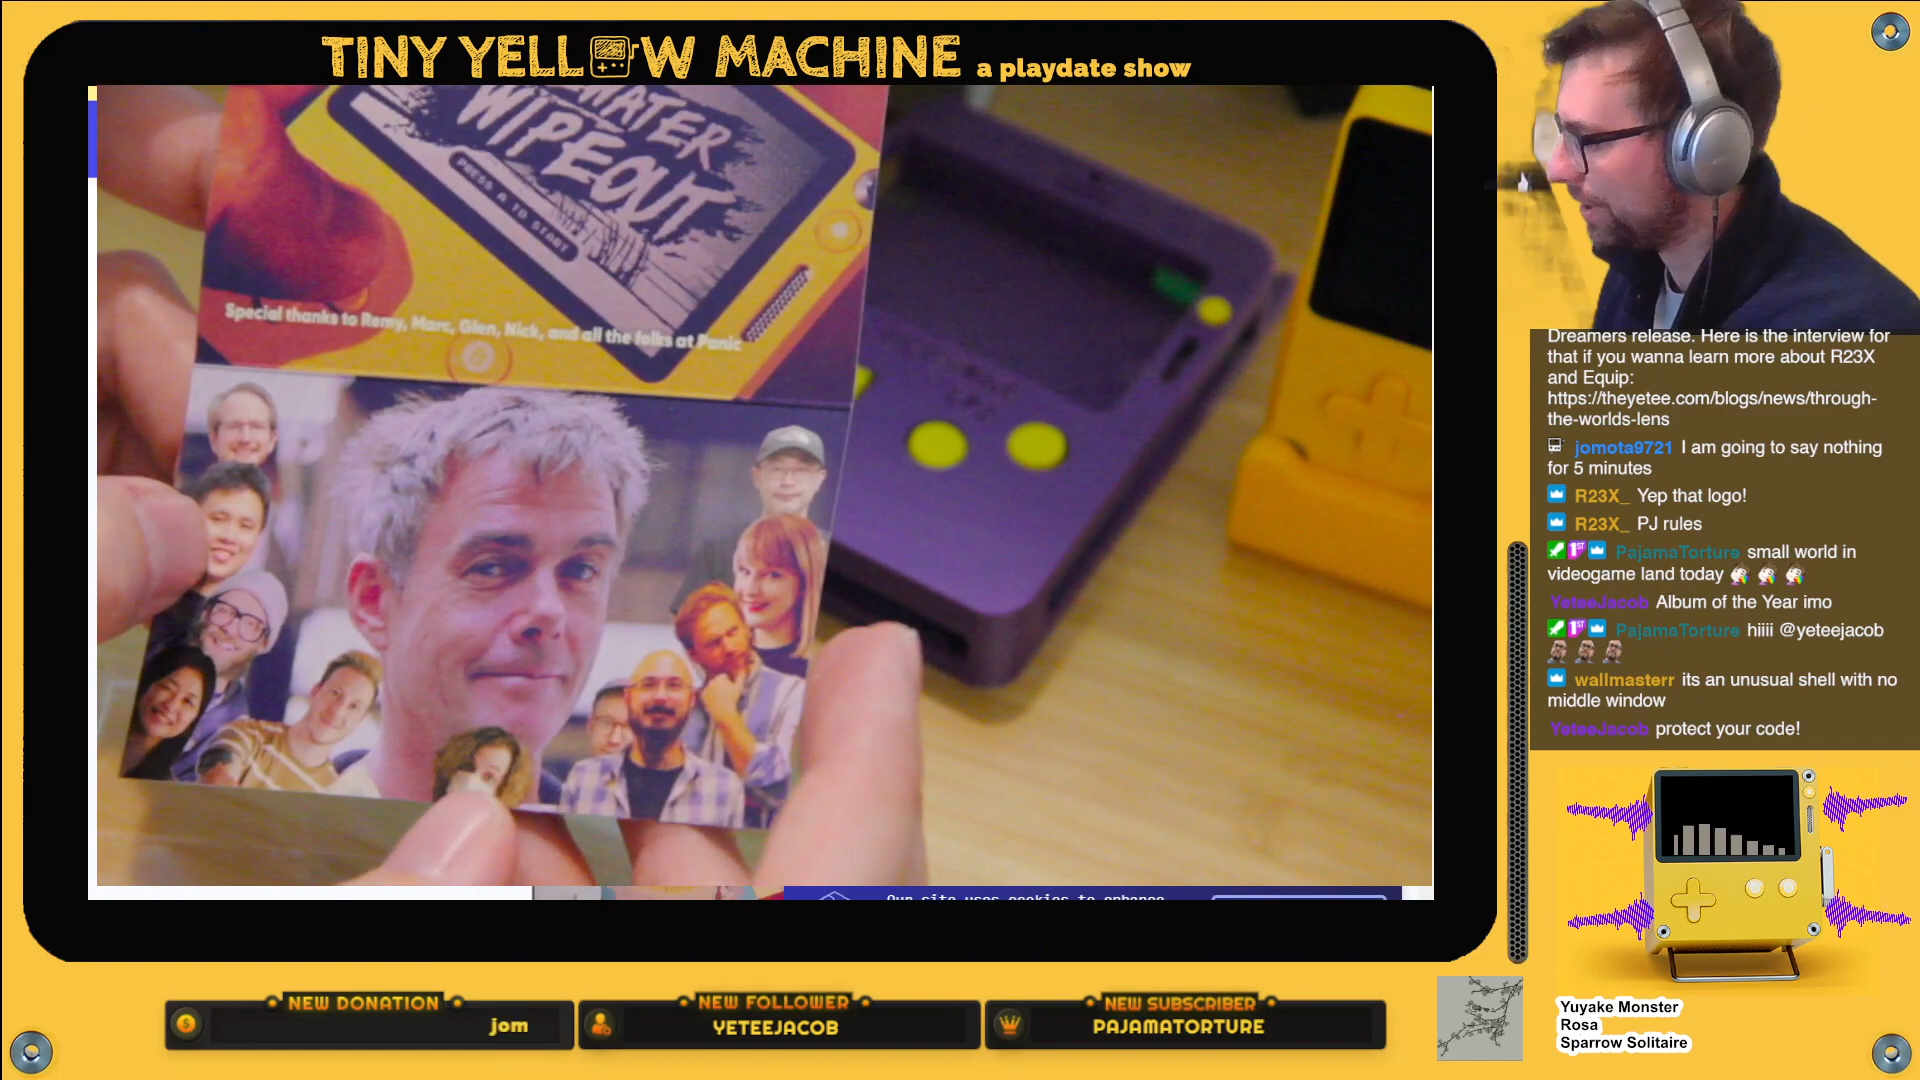 TINY YELLOW MACHINE a playdate show
WATER
WIPEOUT
PRESS A TO START
Special thanks to Remy, Marc, Glen, Nick, and all the folks at Panic
Our site uses cookies to enhance
Dreamers release. Here is the interview for
that if you wanna learn more about R23X
and Equip:
https://theyetee.com/blogs/news/through-
the-worlds-lens
jomota9721 I am going to say nothing
for 5 minutes
R23X_ Yep that logo!
R23X_ PJ rules
PajamaTorture small world in
videogame land today
YeteeJacob Album of the Year imo
PajamaTorture hiiii @yeteejacob
wallmasterr its an unusual shell with no
middle window
YeteeJacob protect your code!
NEW DONATION
jom
NEW FOLLOWER
YETEEJACOB
NEW SUBSCRIBER
PAJAMATORTURE
Yuyake Monster
Rosa
Sparrow Solitaire